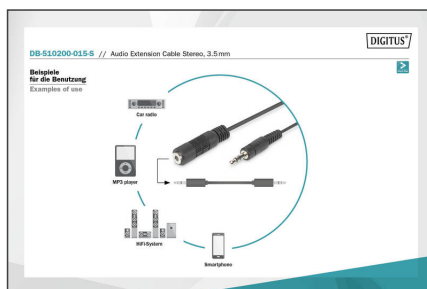 DIGITUS®
DB-510200-015-S // Audio Extension Cable Stereo, 3.5 mm
Beispiele
für die Benutzung
Examples of use
Car radio
MP3 player
HiFi-System
Smartphone